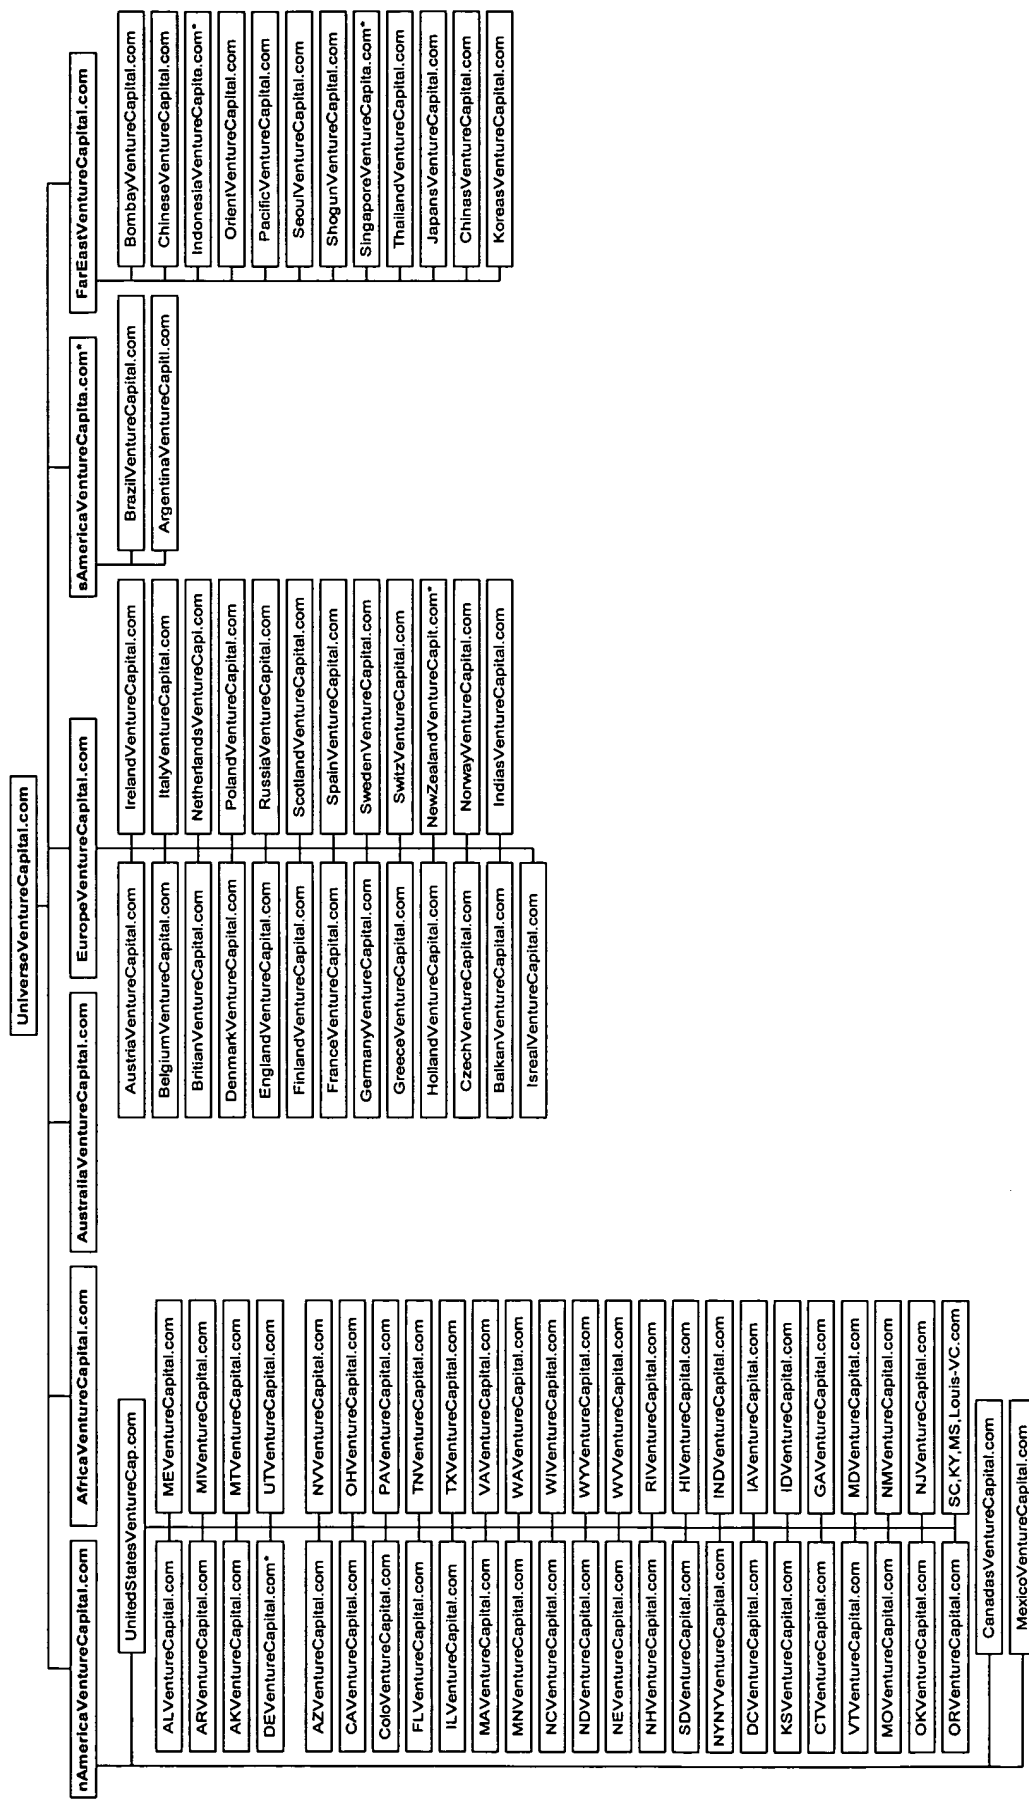 UniverseVentureCapital.com
nAmericaVentureCapital.com
AfricaVentureCapital.com
AustraliaVentureCapital.com
EuropeVentureCapital.com
sAmericaVentureCapita.com*
FarEastVentureCapital.com
UnitedStatesVentureCap.com
ALVentureCapital.com
ARVentureCapital.com
AKVentureCapital.com
DEVentureCapital.com*
AZVentureCapital.com
CAVentureCapital.com
ColoVentureCapital.com
FLVentureCapital.com
ILVentureCapital.com
MAVentureCapital.com
MNVentureCapital.com
NCVentureCapital.com
NDVentureCapital.com
NEVentureCapital.com
NHVentureCapital.com
SDVentureCapital.com
NYNYVentureCapital.com
DCVentureCapital.com
KSVentureCapital.com
CTVentureCapital.com
VTVentureCapital.com
MOVentureCapital.com
OKVentureCapital.com
ORVentureCapital.com
MEVentureCapital.com
MIVentureCapital.com
MTVentureCapital.com
UTVentureCapital.com
NVVentureCapital.com
OHVentureCapital.com
PAVentureCapital.com
TNVentureCapital.com
TXVentureCapital.com
VAVentureCapital.com
WAVentureCapital.com
WIVentureCapital.com
WYVentureCapital.com
WVVentureCapital.com
RIVentureCapital.com
HIVentureCapital.com
INDVentureCapital.com
IAVentureCapital.com
IDVentureCapital.com
GAVentureCapital.com
MDVentureCapital.com
NMVentureCapital.com
NJVentureCapital.com
SC,KY,MS,Louis-VC.com
CanadasVentureCapital.com
MexicoVentureCapital.com
AustriaVentureCapital.com
BelgiumVentureCapital.com
BritianVentureCapital.com
DenmarkVentureCapital.com
EnglandVentureCapital.com
FinlandVentureCapital.com
FranceVentureCapital.com
GermanyVentureCapital.com
GreeceVentureCapital.com
HollandVentureCapital.com
CzechVentureCapital.com
BalkanVentureCapital.com
IsrealVentureCapital.com
IrelandVentureCapital.com
ItalyVentureCapital.com
NetherlandsVentureCapi.com
PolandVentureCapital.com
RussiaVentureCapital.com
ScotlandVentureCapital.com
SpainVentureCapital.com
SwedenVentureCapital.com
SwitzVentureCapital.com
NewZealandVentureCapit.com*
NorwayVentureCapital.com
IndiasVentureCapital.com
BrazilVentureCapital.com
ArgentinaVentureCapitl.com
BombayVentureCapital.com
ChineseVentureCapital.com
IndonesiaVentureCapita.com*
OrientVentureCapital.com
PacificVentureCapital.com
SeoulVentureCapital.com
ShogunVentureCapital.com
SingaporeVentureCapita.com*
ThailandVentureCapital.com
JapansVentureCapital.com
ChinasVentureCapital.com
KoreasVentureCapital.com